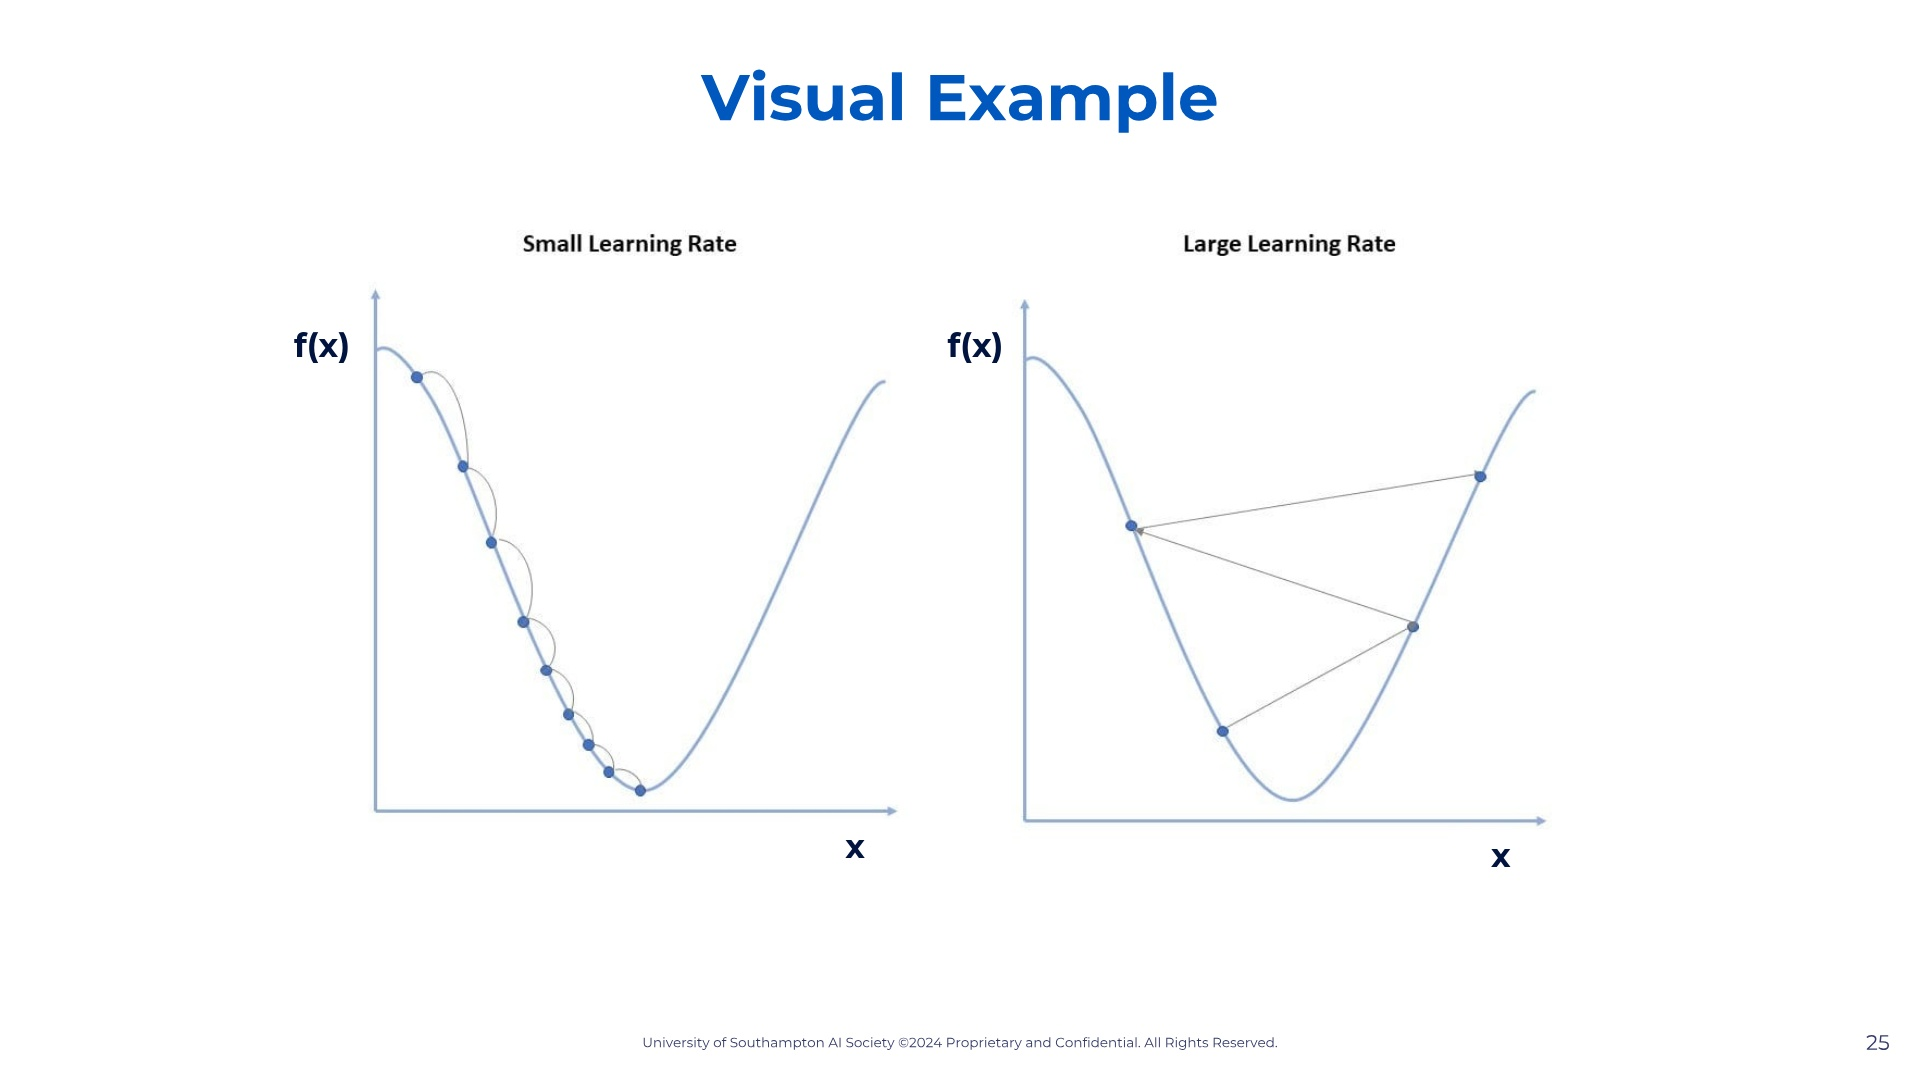 Visual Example
Small Learning Rate
Large Learning Rate
f(x)
f(x)
x
x
University of Southampton AI Society ©2024 Proprietary and Confidential. All Rights Reserved.
25